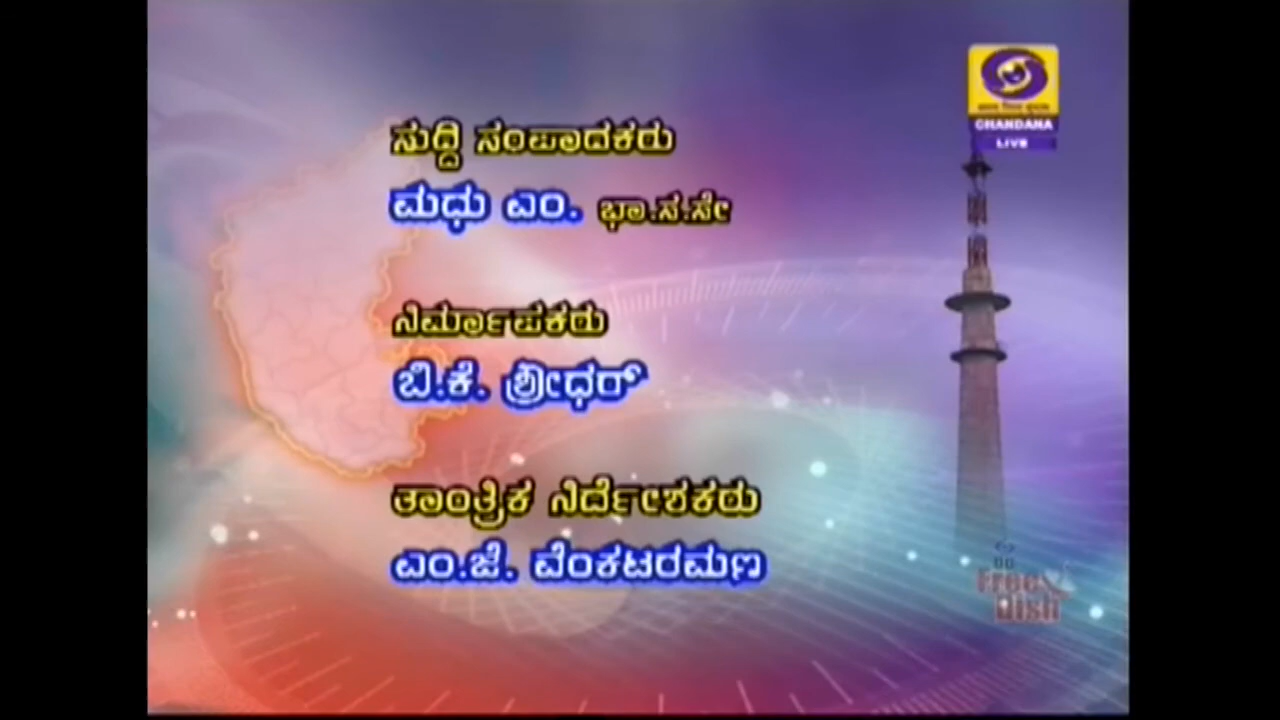 ಸುದ್ದಿ ಸಂಪಾದಕರು
ಮಧು ಎಂ. ಭಾ.ಸ.ಸೇ
ನಿರ್ಮಾಪಕರು
ಬಿ.ಕೆ. ಶ್ರೀಧರ್
ತಾಂತ್ರಿಕ ನಿರ್ದೇಶಕರು
ಎಂ.ಜೆ. ವೆಂಕಟರಮಣ
CHANDANA
LIVE
DD
Free
Dish